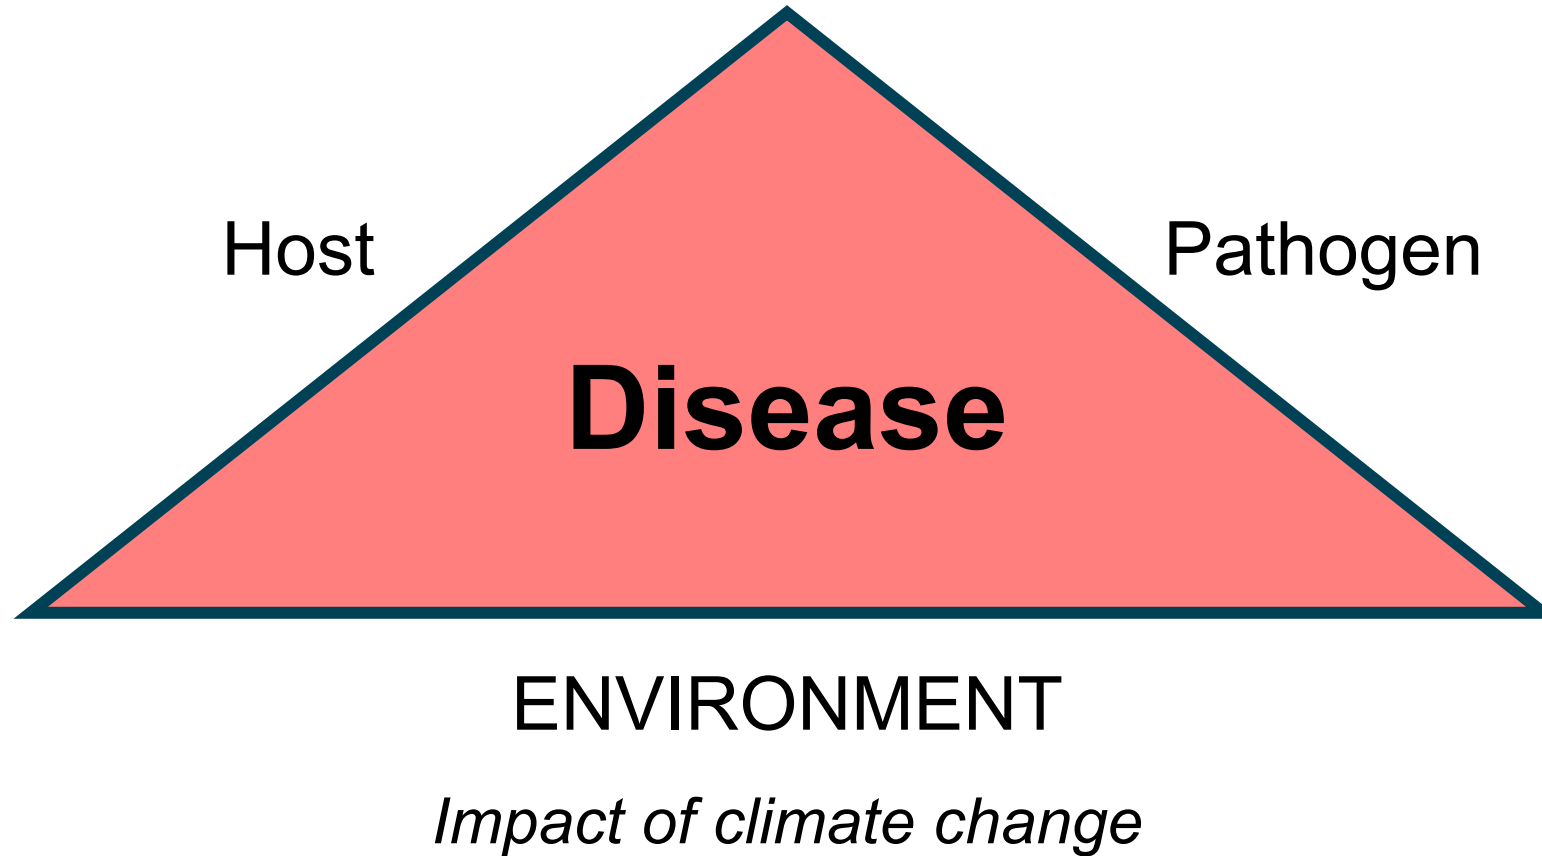 Host
Pathogen
Disease
ENVIRONMENT
Impact of climate change